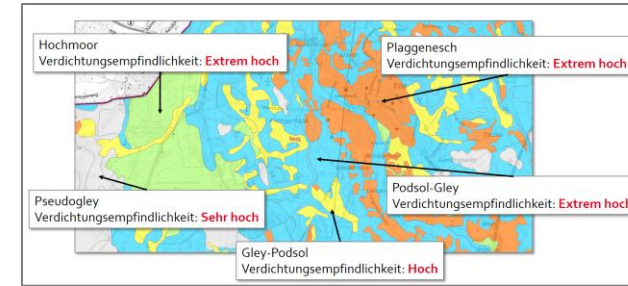 Hochmoor
Verdichtungsempfindlichkeit: Extrem hoch
Plaggenesch
Verdichtungsempfindlichkeit: Extrem hoch
Pseudogley
Verdichtungsempfindlichkeit: Sehr hoch
Podsol-Gley
Verdichtungsempfindlichkeit: Extrem hoch
Gley-Podsol
Verdichtungsempfindlichkeit: Hoch